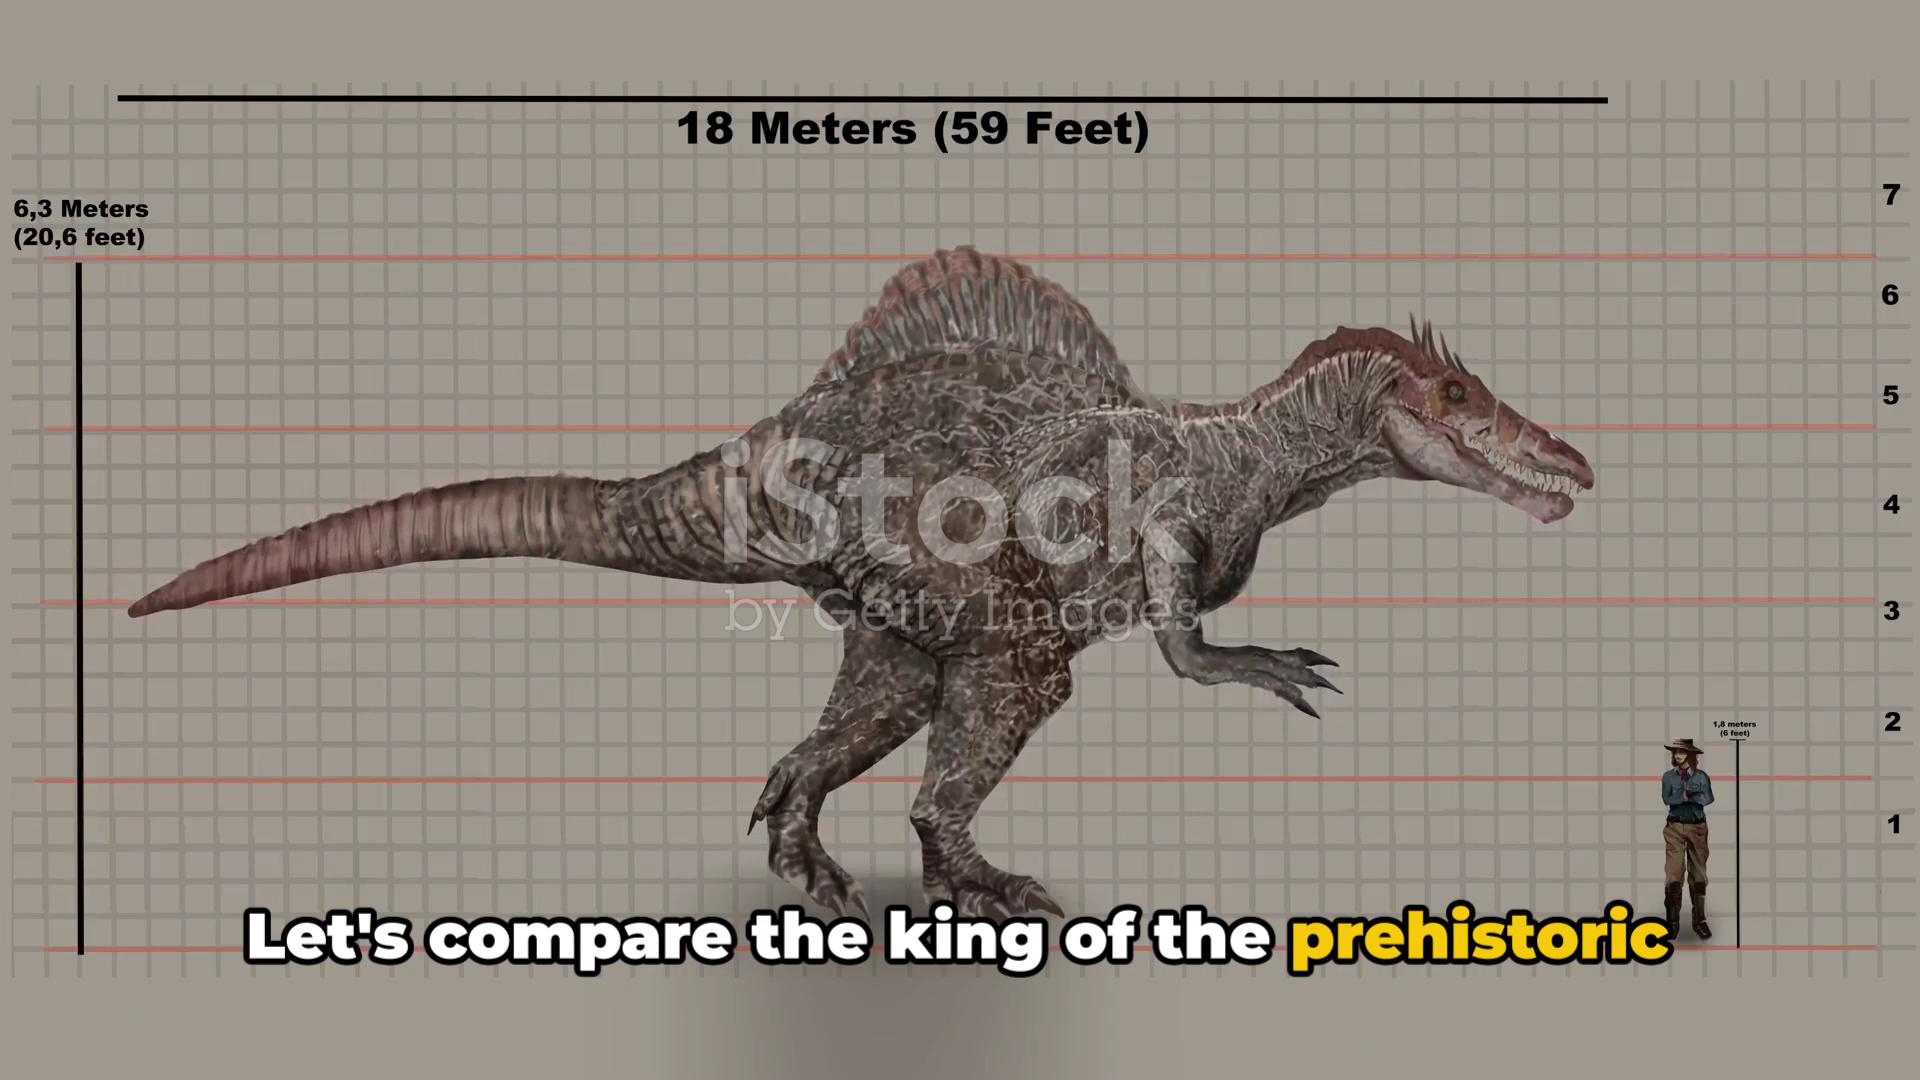 18 Meters (59 Feet)
6,3 Meters
(20,6 feet)
7
6
5
4
3
2
1
iStock
by Getty Images
1,8 meters
(6 feet)
Let's compare the king of the prehistoric